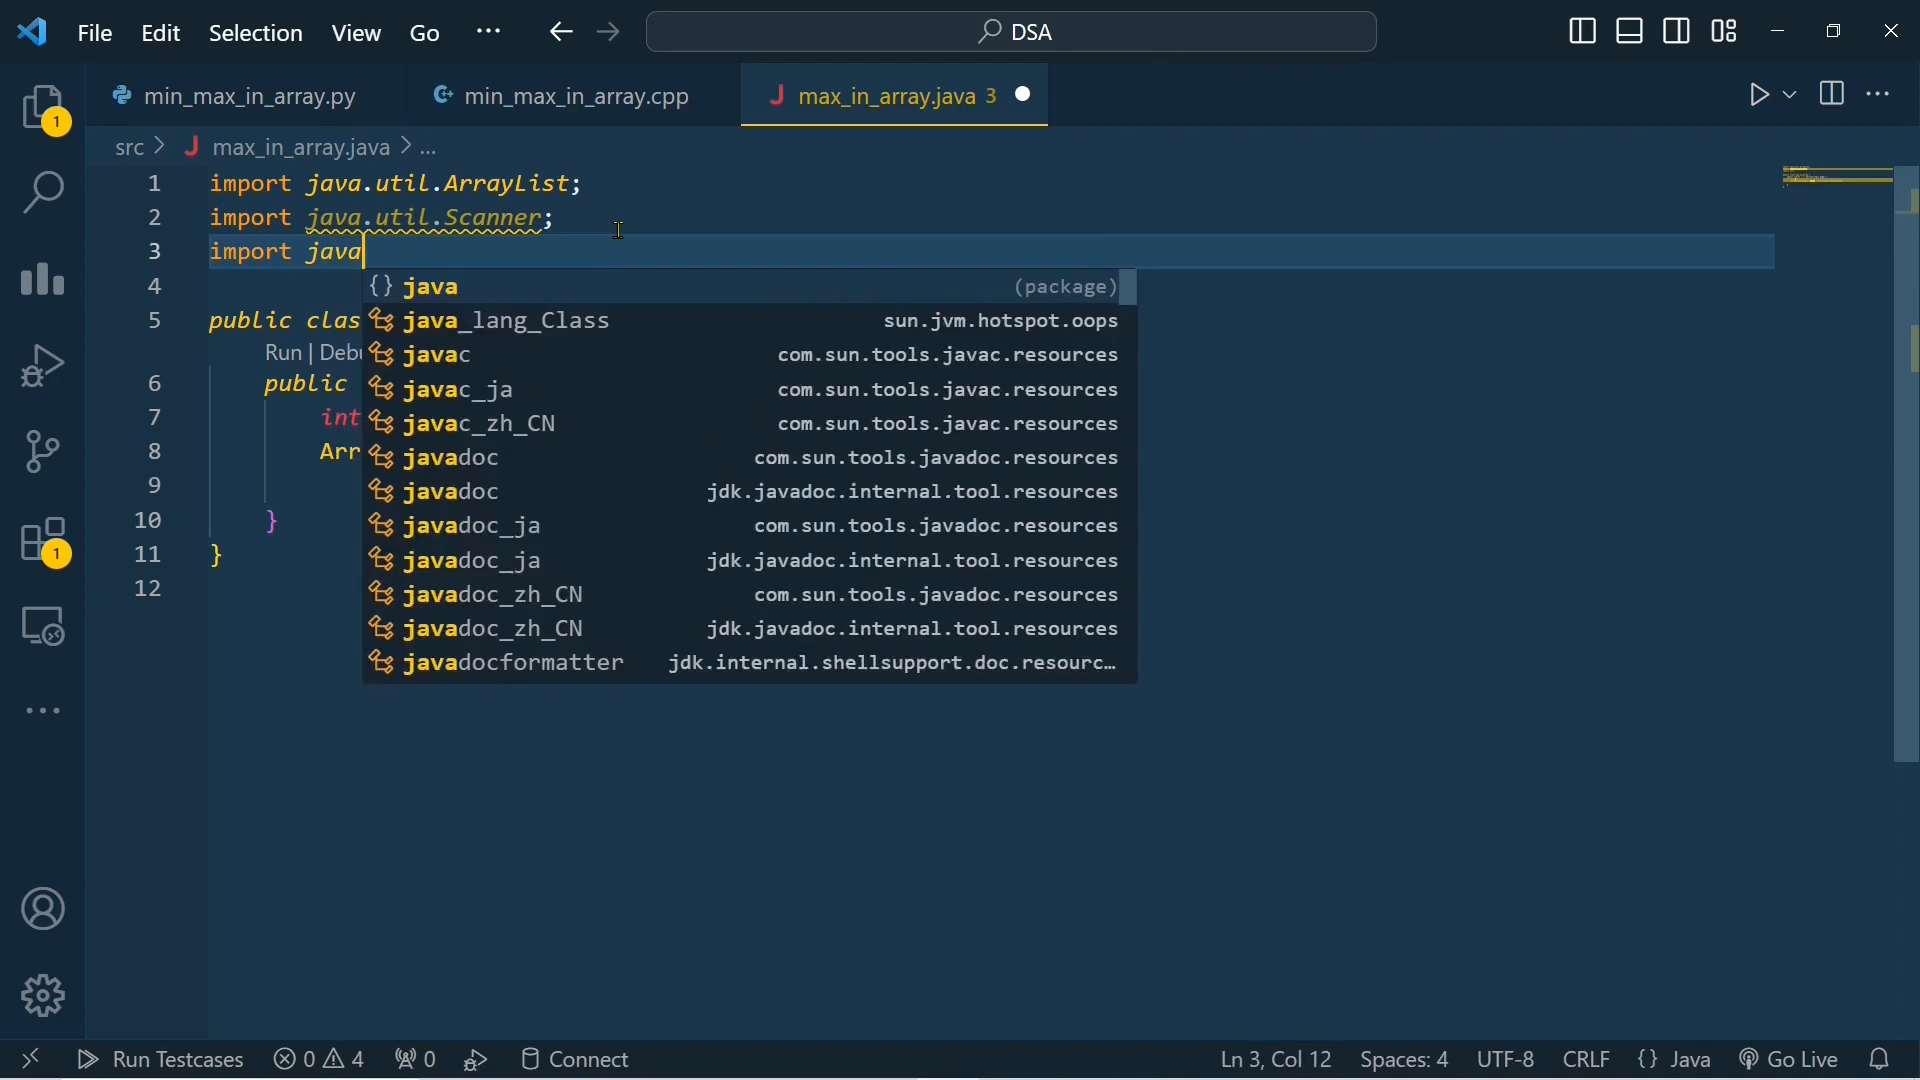 File Edit Selection View Go ··· DSA
min_max_in_array.py min_max_in_array.cpp max_in_array.java 3
src > max_in_array.java > ...
1 import java.util.ArrayList;
2 import java.util.Scanner;
3 import java
4 {} java (package)
5 public clas java_lang_Class sun.jvm.hotspot.oops
Run | Debu javac com.sun.tools.javac.resources
6 public javac_ja com.sun.tools.javac.resources
7 int javac_zh_CN com.sun.tools.javac.resources
8 Arr javadoc com.sun.tools.javadoc.resources
9 javadoc jdk.javadoc.internal.tool.resources
10 } javadoc_ja com.sun.tools.javadoc.resources
11 } javadoc_ja jdk.javadoc.internal.tool.resources
12 javadoc_zh_CN com.sun.tools.javadoc.resources
javadoc_zh_CN jdk.javadoc.internal.tool.resources
javadocformatter jdk.internal.shellsupport.doc.resourc...
1
1
Run Testcases 0 4 0 Connect Ln 3, Col 12 Spaces: 4 UTF-8 CRLF {} Java Go Live